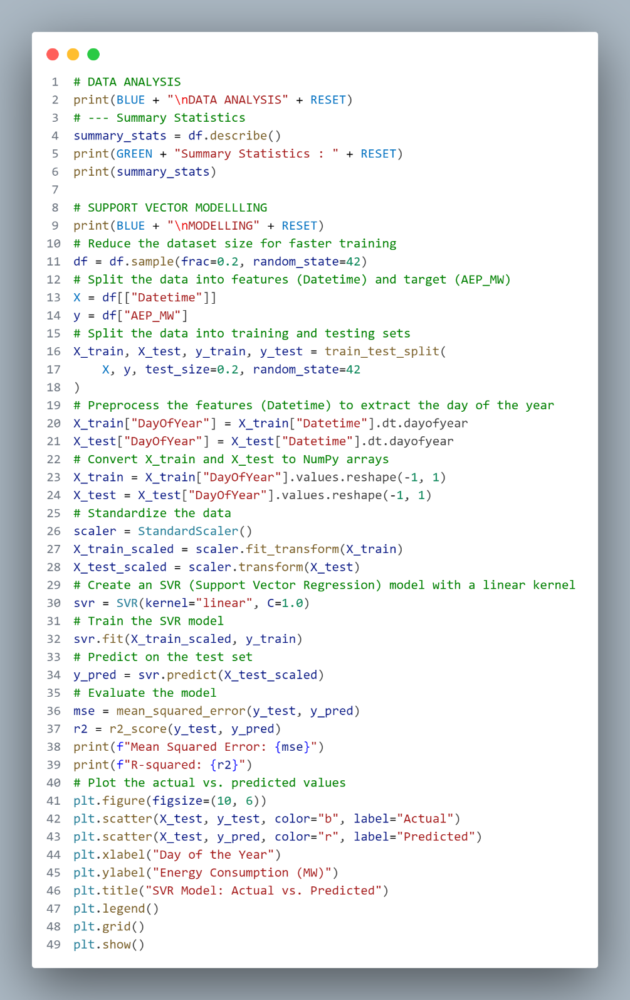 1 # DATA ANALYSIS
2 print(BLUE + "\nDATA ANALYSIS" + RESET)
3 # --- Summary Statistics
4 summary_stats = df.describe()
5 print(GREEN + "Summary Statistics : " + RESET)
6 print(summary_stats)
7
8 # SUPPORT VECTOR MODELLLING
9 print(BLUE + "\nMODELLING" + RESET)
10 # Reduce the dataset size for faster training
11 df = df.sample(frac=0.2, random_state=42)
12 # Split the data into features (Datetime) and target (AEP_MW)
13 X = df[["Datetime"]]
14 y = df["AEP_MW"]
15 # Split the data into training and testing sets
16 X_train, X_test, y_train, y_test = train_test_split(
17     X, y, test_size=0.2, random_state=42
18 )
19 # Preprocess the features (Datetime) to extract the day of the year
20 X_train["DayOfYear"] = X_train["Datetime"].dt.dayofyear
21 X_test["DayOfYear"] = X_test["Datetime"].dt.dayofyear
22 # Convert X_train and X_test to NumPy arrays
23 X_train = X_train["DayOfYear"].values.reshape(-1, 1)
24 X_test = X_test["DayOfYear"].values.reshape(-1, 1)
25 # Standardize the data
26 scaler = StandardScaler()
27 X_train_scaled = scaler.fit_transform(X_train)
28 X_test_scaled = scaler.transform(X_test)
29 # Create an SVR (Support Vector Regression) model with a linear kernel
30 svr = SVR(kernel="linear", C=1.0)
31 # Train the SVR model
32 svr.fit(X_train_scaled, y_train)
33 # Predict on the test set
34 y_pred = svr.predict(X_test_scaled)
35 # Evaluate the model
36 mse = mean_squared_error(y_test, y_pred)
37 r2 = r2_score(y_test, y_pred)
38 print(f"Mean Squared Error: {mse}")
39 print(f"R-squared: {r2}")
40 # Plot the actual vs. predicted values
41 plt.figure(figsize=(10, 6))
42 plt.scatter(X_test, y_test, color="b", label="Actual")
43 plt.scatter(X_test, y_pred, color="r", label="Predicted")
44 plt.xlabel("Day of the Year")
45 plt.ylabel("Energy Consumption (MW)")
46 plt.title("SVR Model: Actual vs. Predicted")
47 plt.legend()
48 plt.grid()
49 plt.show()